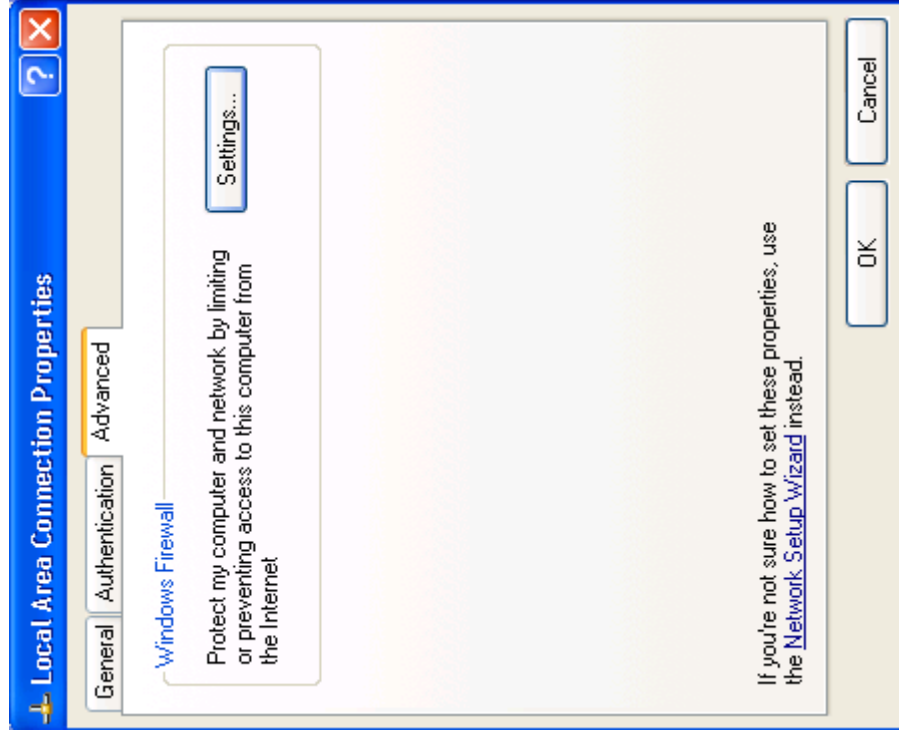 Local Area Connection Properties
General Authentication Advanced
Windows Firewall
Protect my computer and network by limiting
or preventing access to this computer from
the Internet
Settings...
If you're not sure how to set these properties, use
the Network Setup Wizard instead.
OK Cancel